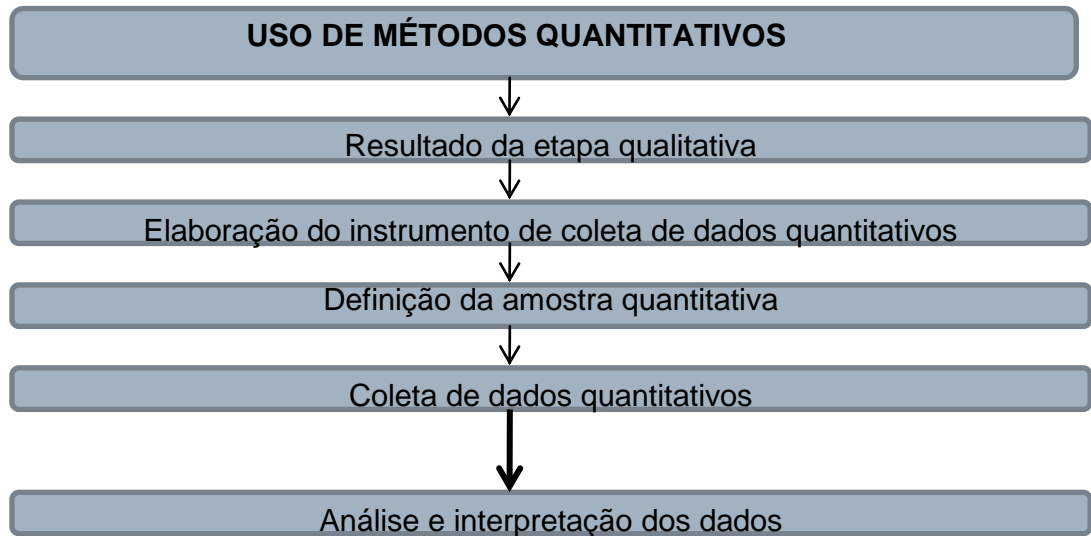 USO DE MÉTODOS QUANTITATIVOS
Resultado da etapa qualitativa
Elaboração do instrumento de coleta de dados quantitativos
Definição da amostra quantitativa
Coleta de dados quantitativos
Análise e interpretação dos dados